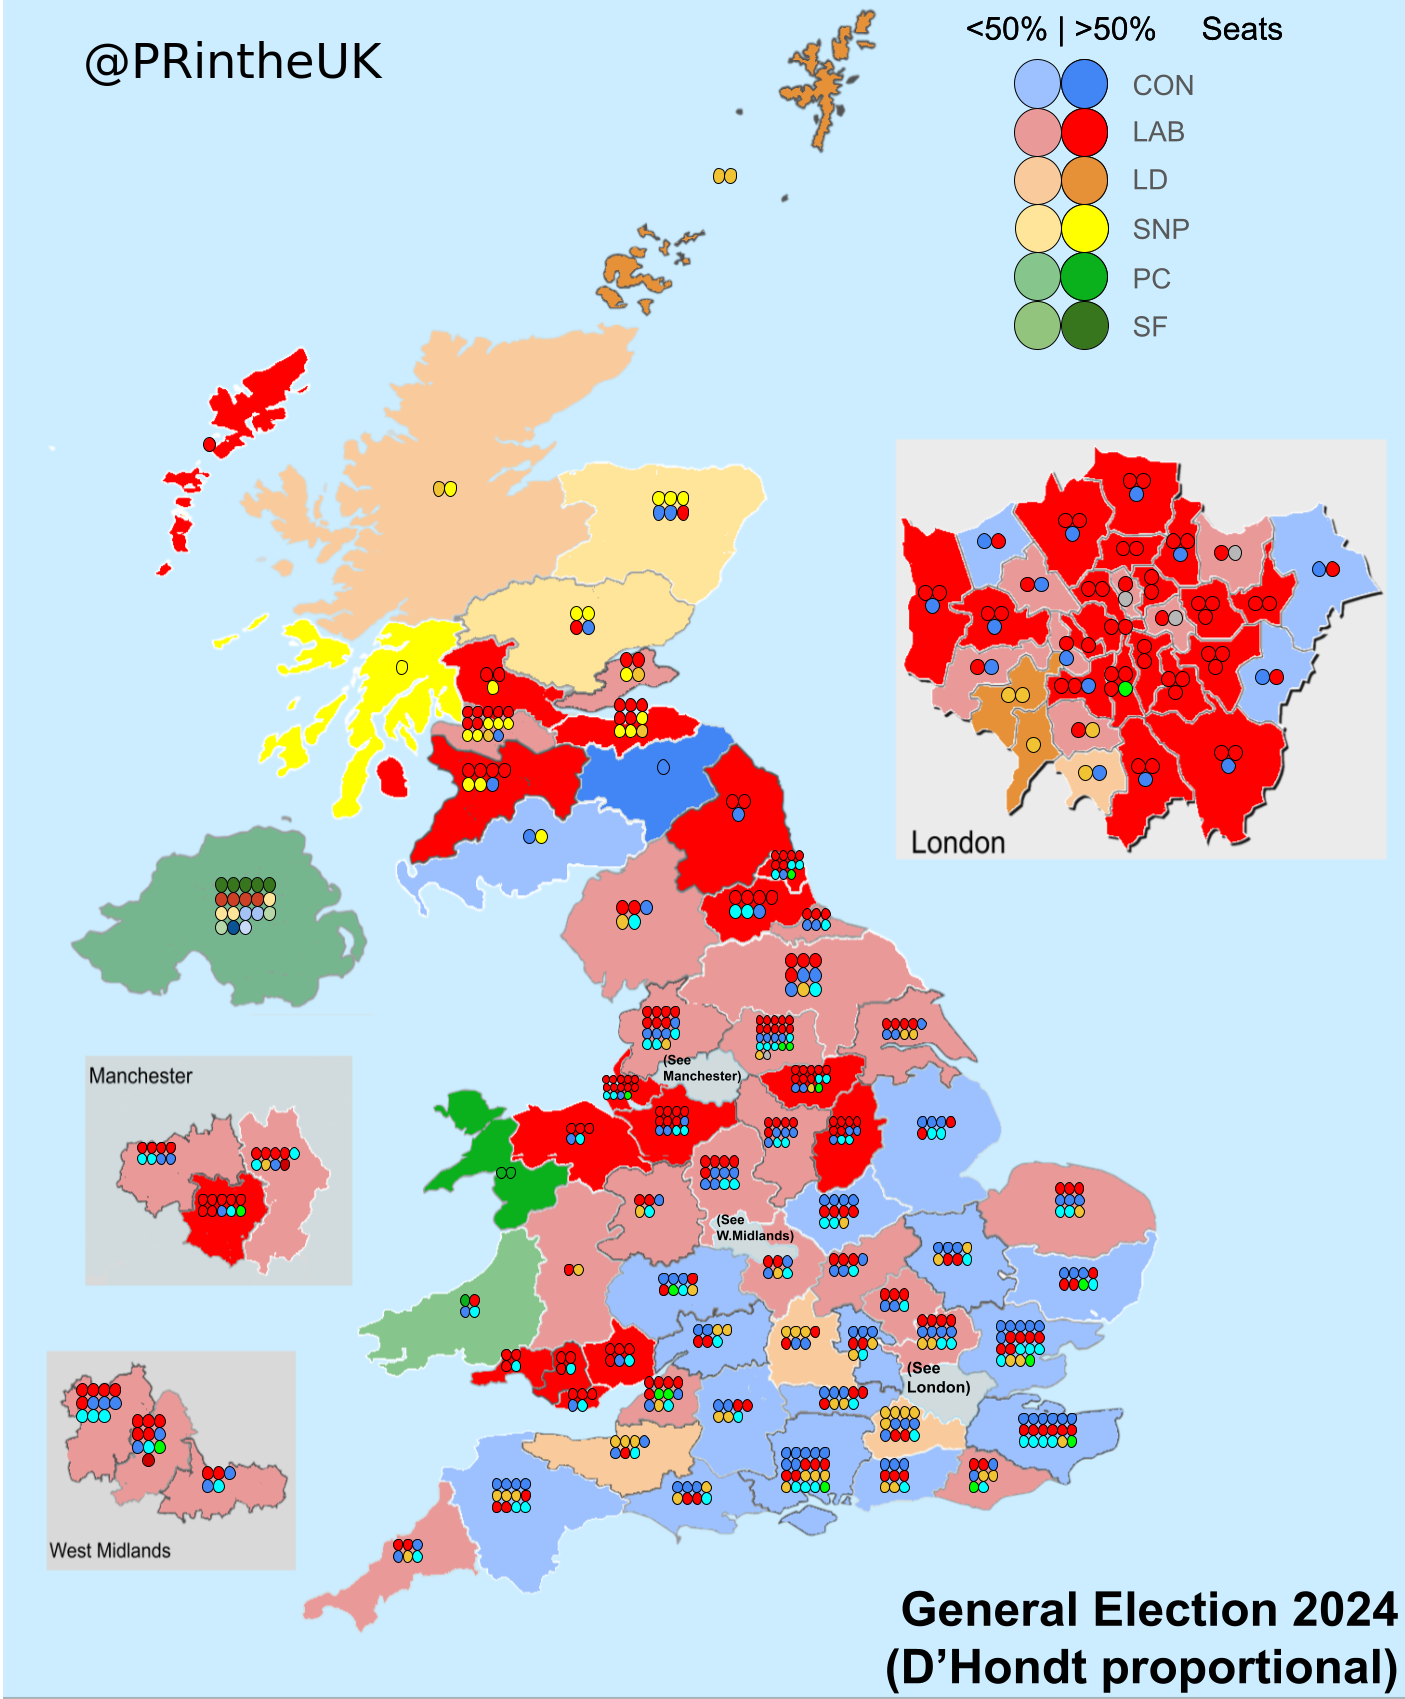 @PRintheUK
<50% | >50% Seats
CON
LAB
LD
SNP
PC
SF
London
(See
Manchester)
Manchester
(See
W.Midlands)
(See
London)
West Midlands
General Election 2024
(D’Hondt proportional)